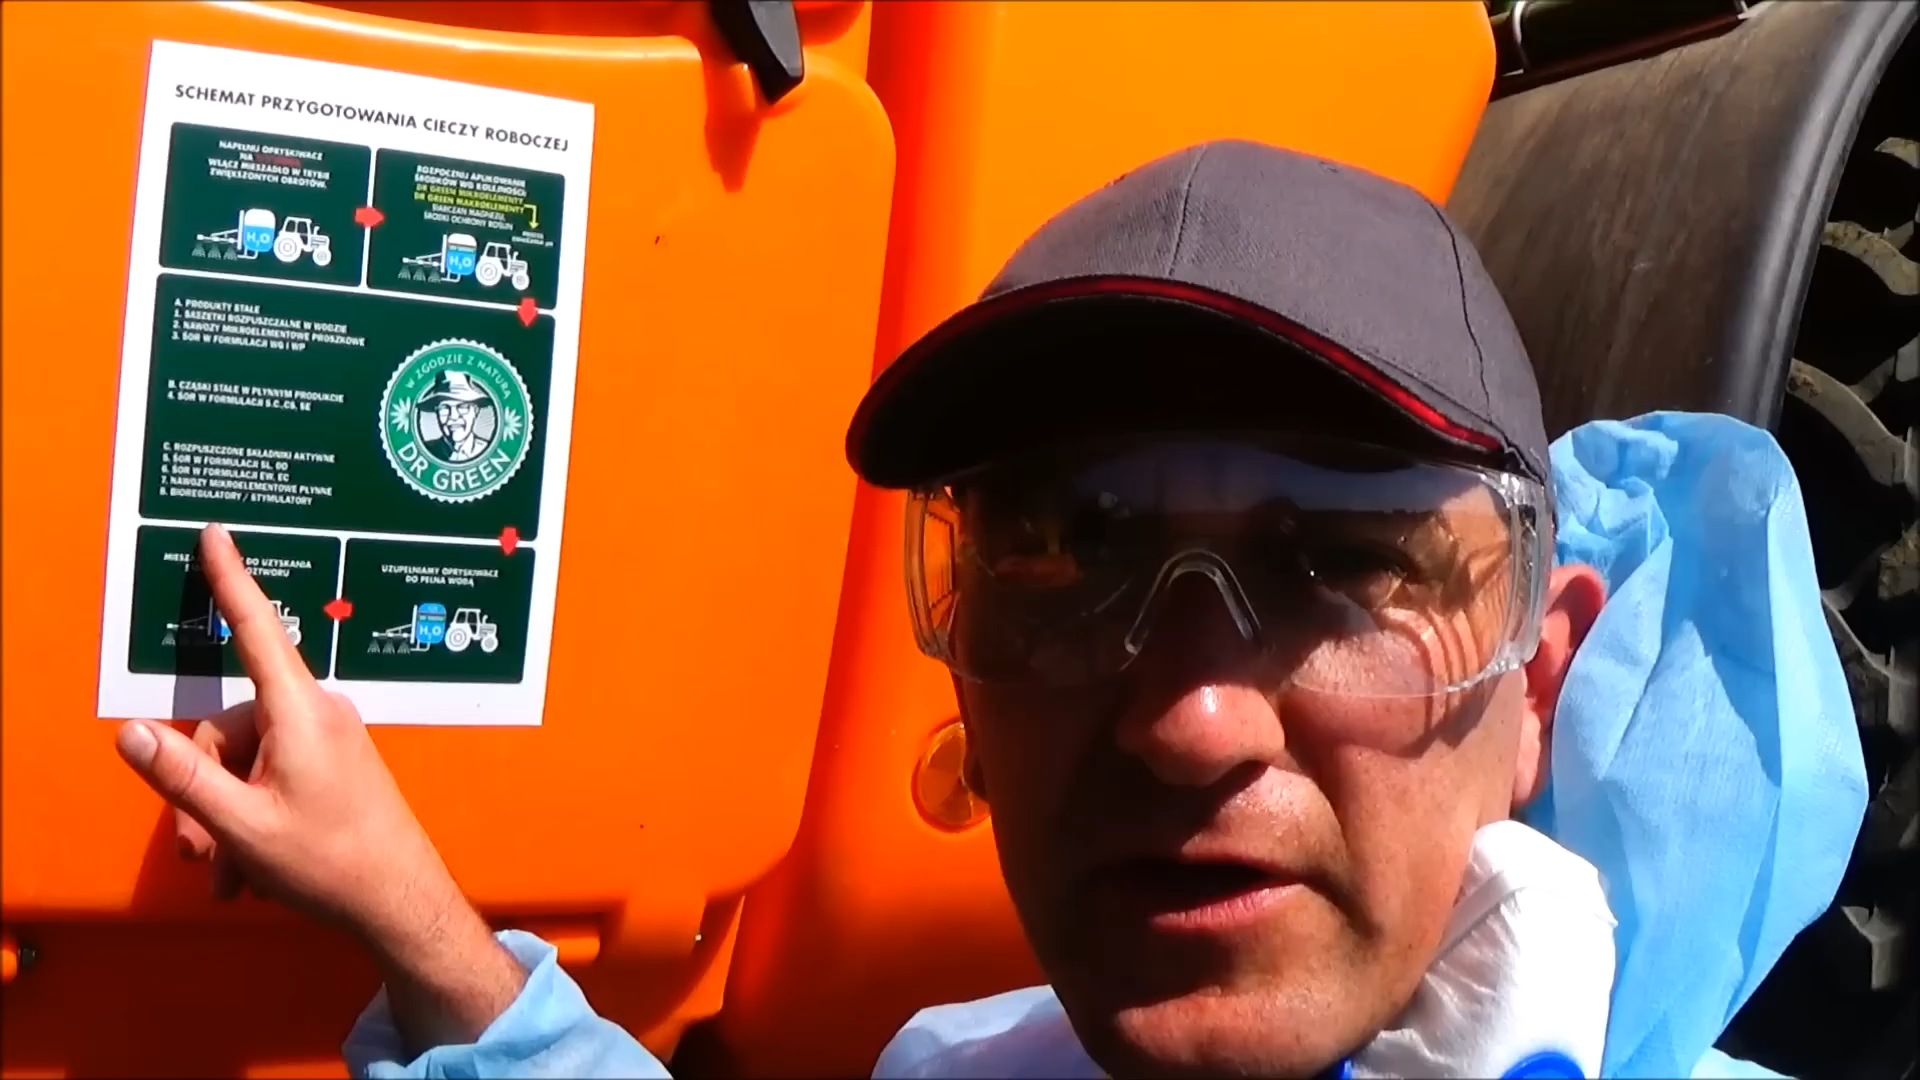 SCHEMAT PRZYGOTOWANIA CIECZY ROBOCZEJ
NAPEŁNIJ OPRYSKIWACZ
NA
WŁĄCZ MIESZADŁO W TRYBIE
ZWIĘKSZONYCH OBROTÓW.
H₂O
ROZPOCZNIJ APLIKOWANIE
ŚRODKÓW WG KOLEJNOŚCI:
DR GREEN MIKROELEMENTY
DR GREEN MAKROELEMENTY
SIARCZAN MAGNEZU,
ŚRODKI OCHRONY ROŚLIN
H₂O
A. PRODUKTY STAŁE
1. SASZETKI ROZPUSZCZALNE W WODZIE
2. NAWOZY MIKROELEMENTOWE PROSZKOWE
3. ŚOR W FORMULACJI WG I WP
B. CZĄSKI STAŁE W PŁYNNYM PRODUKCIE
4. ŚOR W FORMULACJI S.C.,CS, SE
C. ROZPUSZCZONE SKŁADNIKI AKTYWNE
5. ŚOR W FORMULACJI SL, OD
6. ŚOR W FORMULACJI EW, EC
7. NAWOZY MIKROELEMENTOWE PŁYNNE
8. BIOREGULATORY / STYMULATORY
W ZGODZIE Z NATURĄ
DR GREEN
DO UZYSKANIA
UZUPEŁNIAMY OPRYSKIWACZ
DO PEŁNA WODĄ
H₂O